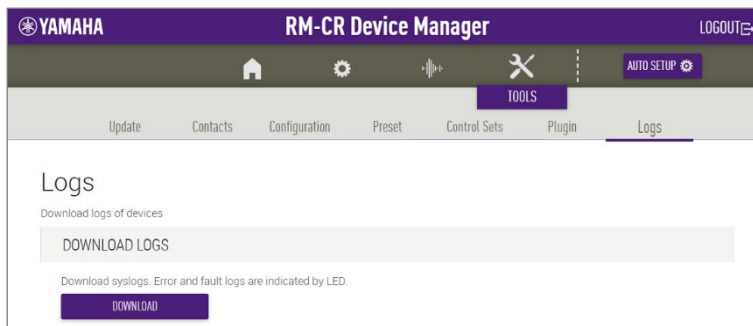 YAMAHA RM-CR Device Manager LOGOUT
AUTO SETUP
TOOLS
Update Contacts Configuration Preset Control Sets Plugin Logs
Logs
Download logs of devices
DOWNLOAD LOGS
Download syslogs. Error and fault logs are indicated by LED.
DOWNLOAD